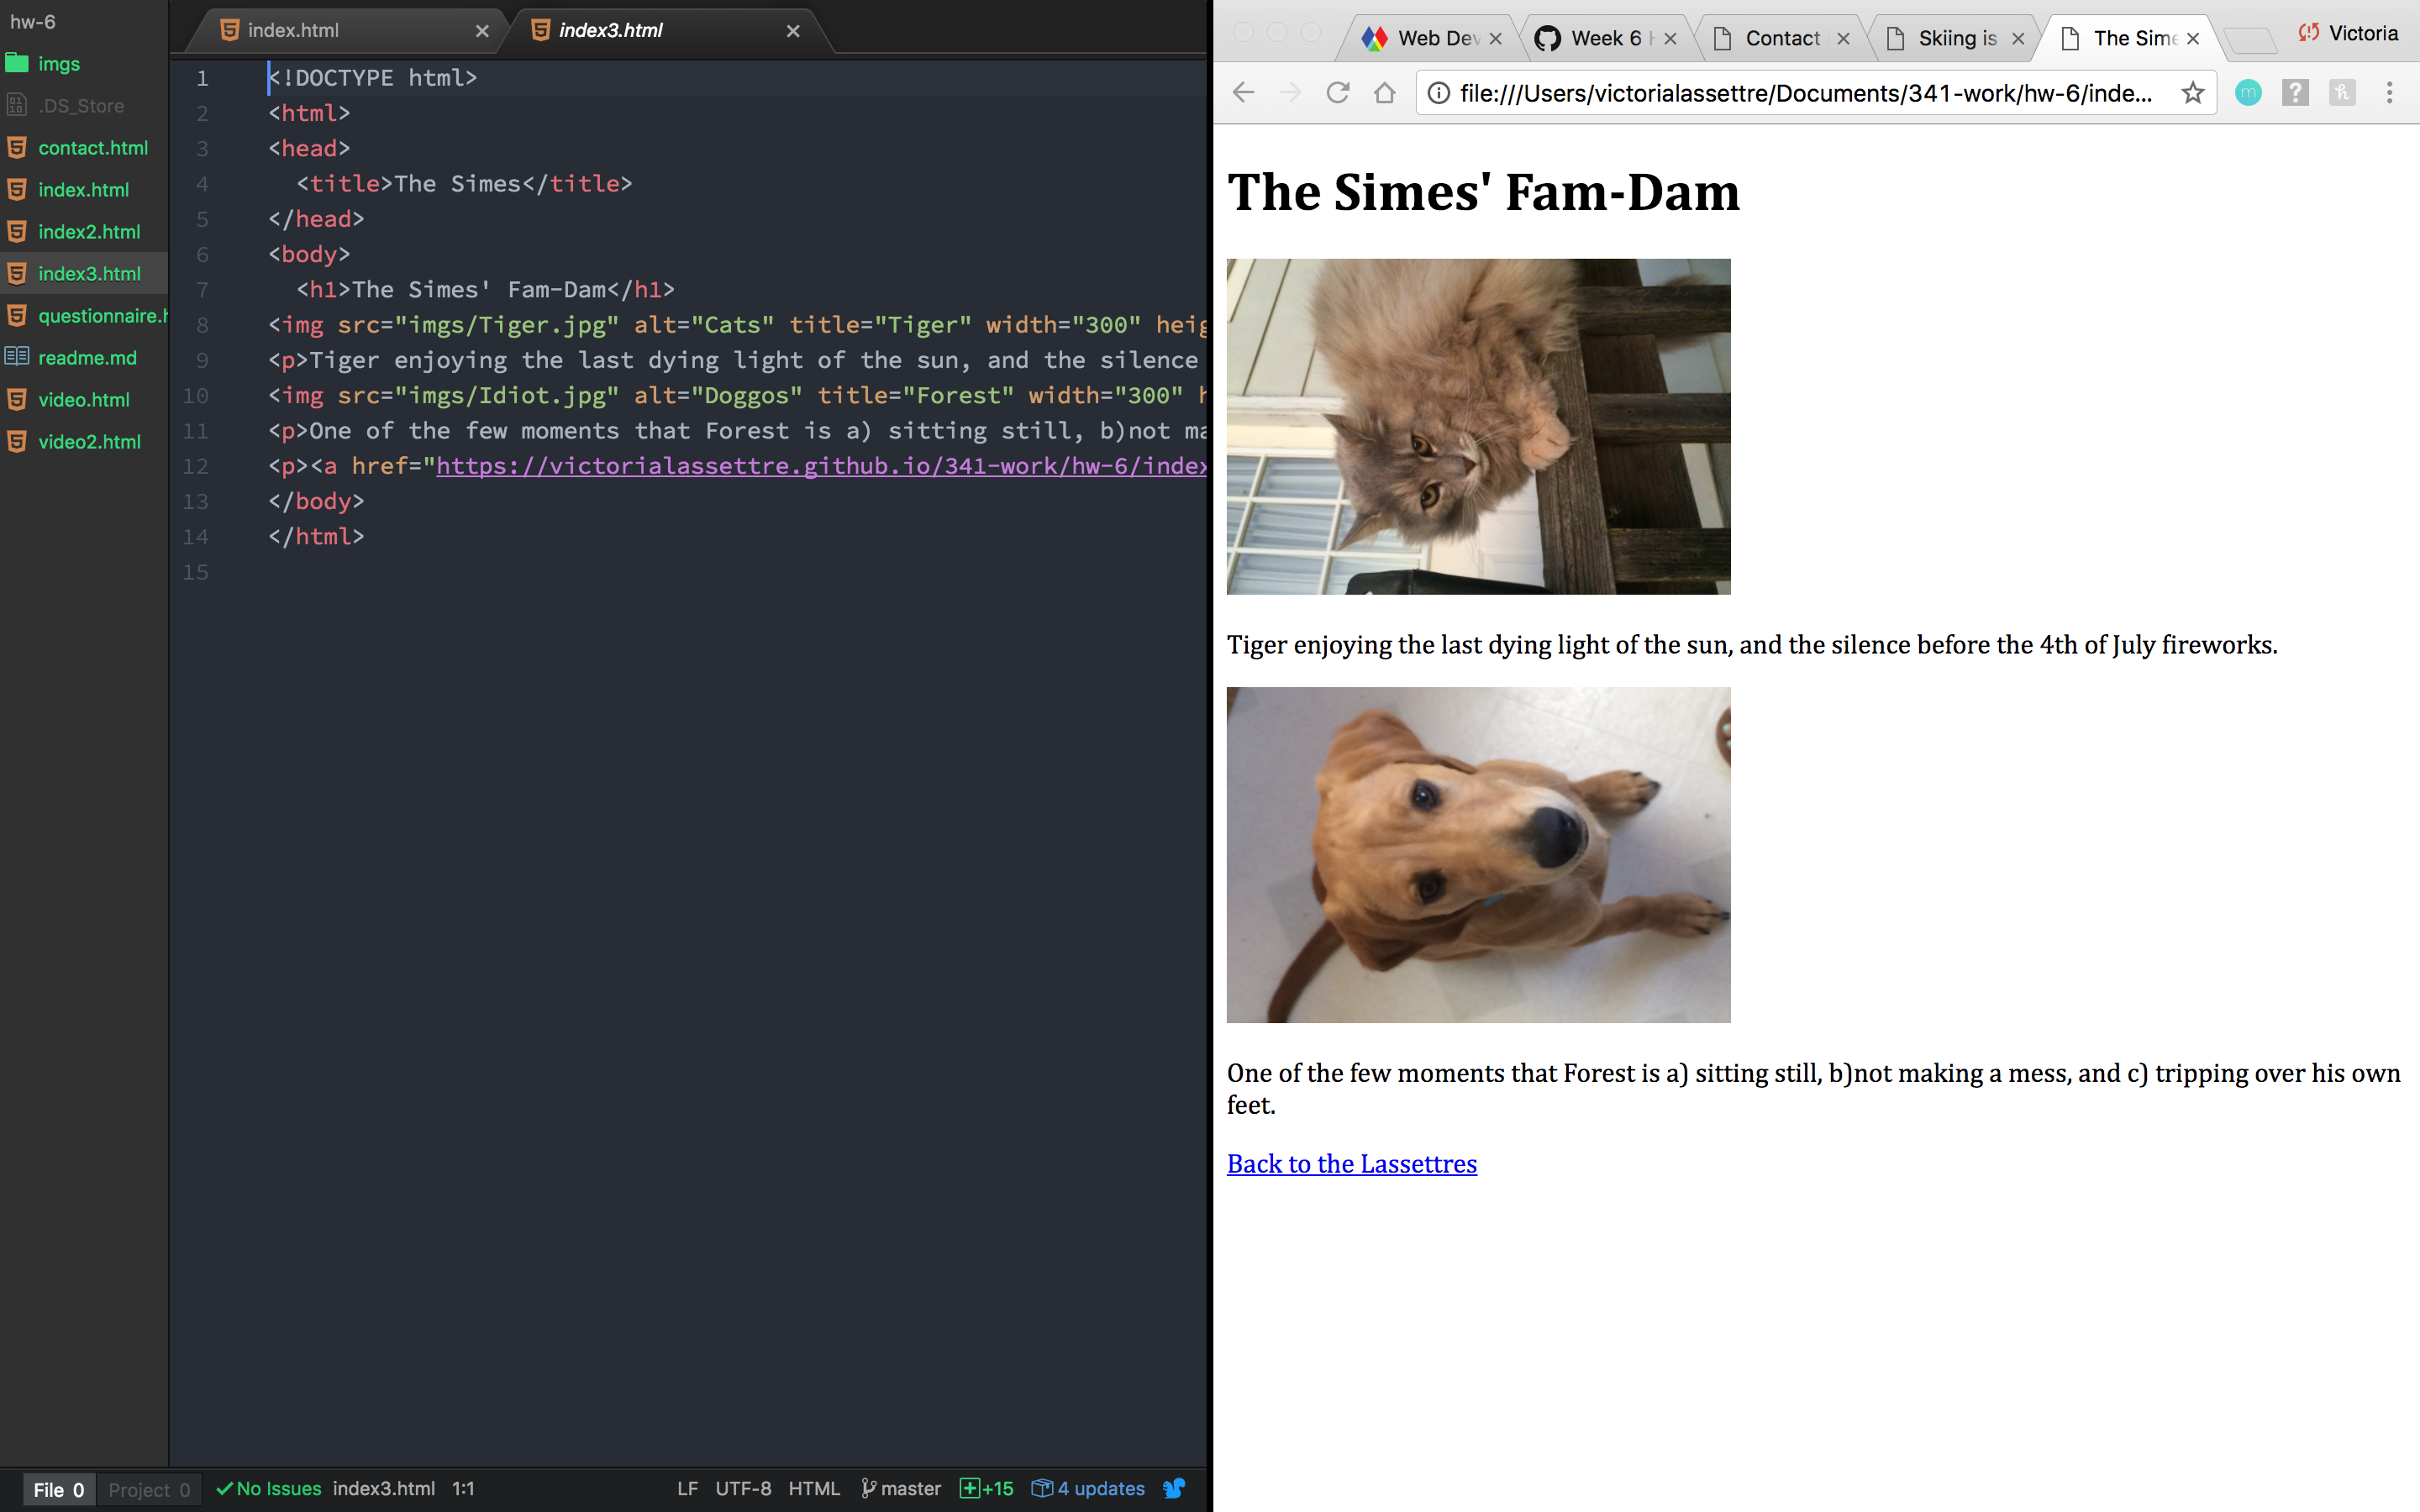 hw-6
imgs
.DS_Store
contact.html
index.html
index2.html
index3.html
questionnaire.h
readme.md
video.html
video2.html
index.html
index3.html
1 <!DOCTYPE html>
2 <html>
3 <head>
4 <title>The Simes</title>
5 </head>
6 <body>
7 <h1>The Simes' Fam-Dam</h1>
8 <img src="imgs/Tiger.jpg" alt="Cats" title="Tiger" width="300" heig
9 <p>Tiger enjoying the last dying light of the sun, and the silence
10 <img src="imgs/Idiot.jpg" alt="Doggos" title="Forest" width="300" h
11 <p>One of the few moments that Forest is a) sitting still, b)not ma
12 <p><a href="https://victorialassettre.github.io/341-work/hw-6/index
13 </body>
14 </html>
15
File 0 Project 0 No Issues index3.html 1:1 LF UTF-8 HTML master +15 4 updates
Web Dev Week 6 Contact Skiing is The Sime Victoria
file:///Users/victorialassettre/Documents/341-work/hw-6/inde...
The Simes' Fam-Dam
Tiger enjoying the last dying light of the sun, and the silence before the 4th of July fireworks.
One of the few moments that Forest is a) sitting still, b)not making a mess, and c) tripping over his own
feet.
Back to the Lassettres